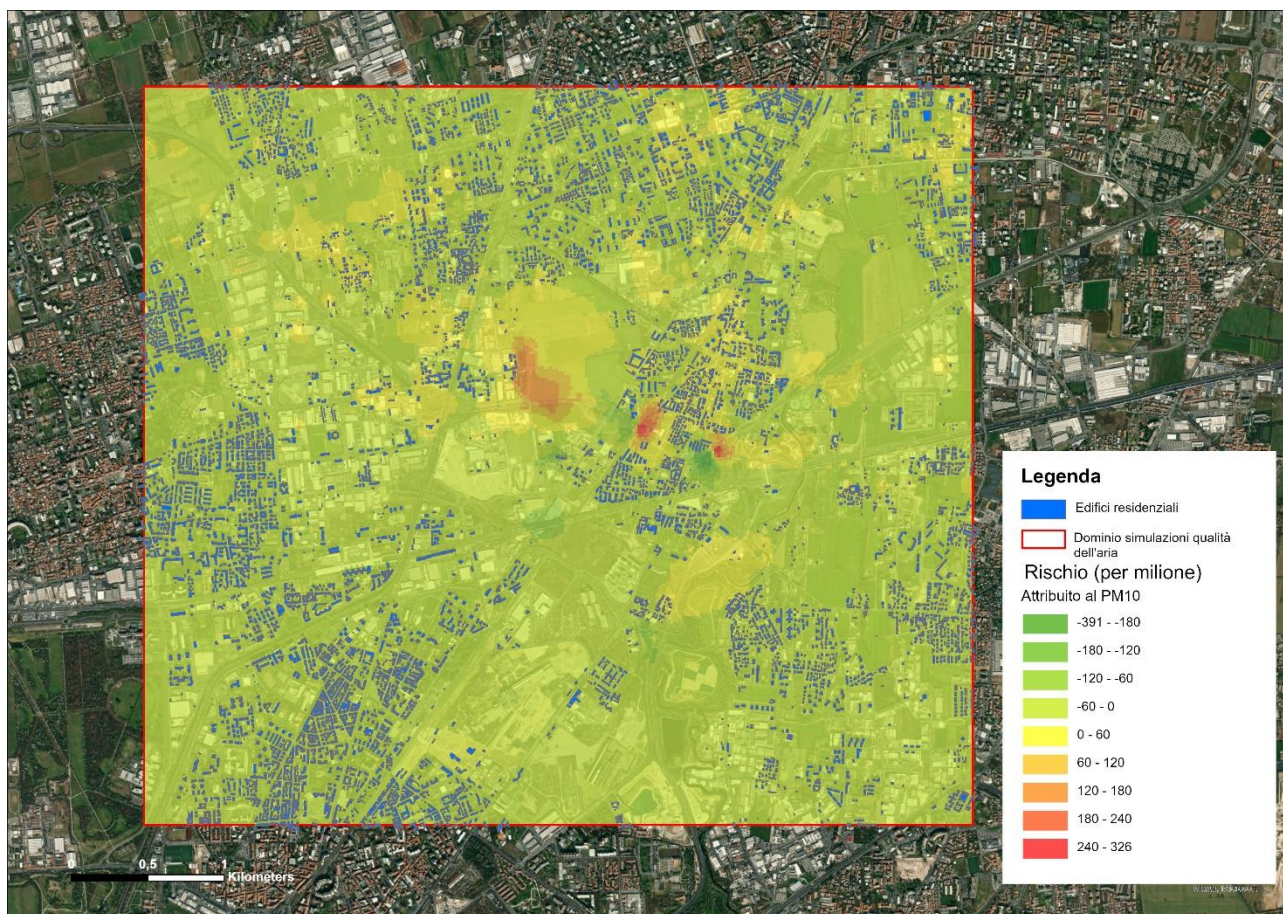 Legenda
Edifici residenziali
Dominio simulazioni qualità
dell'aria
Rischio (per milione)
Attribuito al PM10
-391 - -180
-180 - -120
-120 - -60
-60 - 0
0 - 60
60 - 120
120 - 180
180 - 240
240 - 326
0 0.5 1
Kilometers